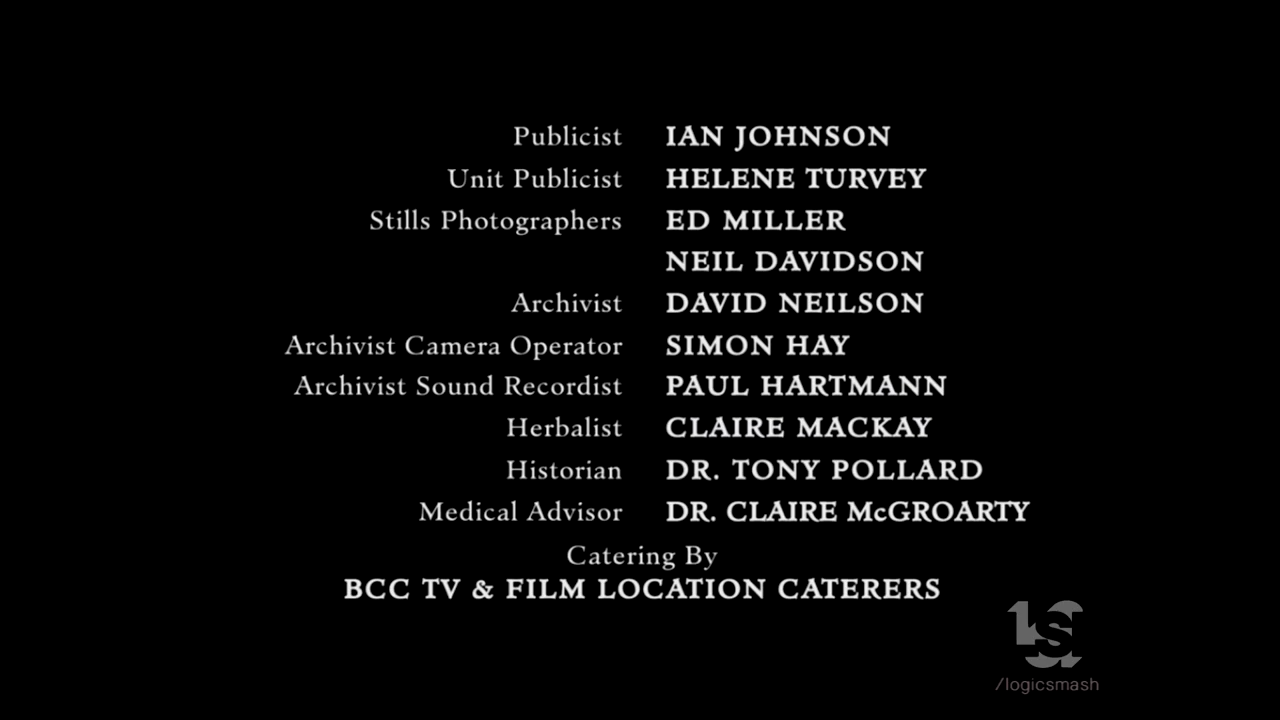 Publicist IAN JOHNSON
Unit Publicist HELENE TURVEY
Stills Photographers ED MILLER
NEIL DAVIDSON
Archivist DAVID NEILSON
Archivist Camera Operator SIMON HAY
Archivist Sound Recordist PAUL HARTMANN
Herbalist CLAIRE MACKAY
Historian DR. TONY POLLARD
Medical Advisor DR. CLAIRE McGROARTY
Catering By
BCC TV & FILM LOCATION CATERERS
LS
/logicsmash